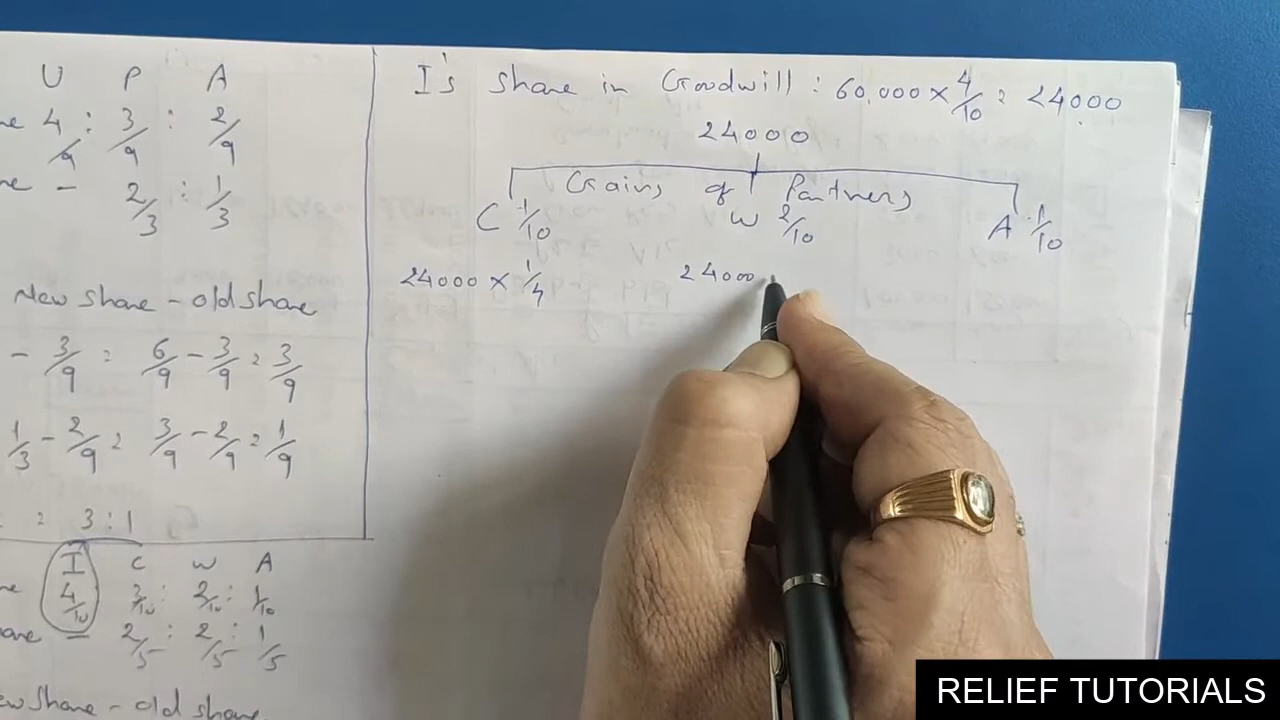 U P A
4/9 : 3/9 : 2/9
- 2/3 : 1/3
New share - old share
- 3/9 = 6/9 - 3/9 = 3/9
1/3 - 2/9 = 3/9 - 2/9 = 1/9
= 3:1
I C W A
4/10 3/10 : 2/10 : 1/10
- 2/5 : 2/5 : 1/5
New share - old share
I's share in Goodwill : 60,000 × 4/10 = 24000
24000
Gains of Partners
C 1/10 W 2/10 A 1/10
24000 × 1/4 24000
RELIEF TUTORIALS